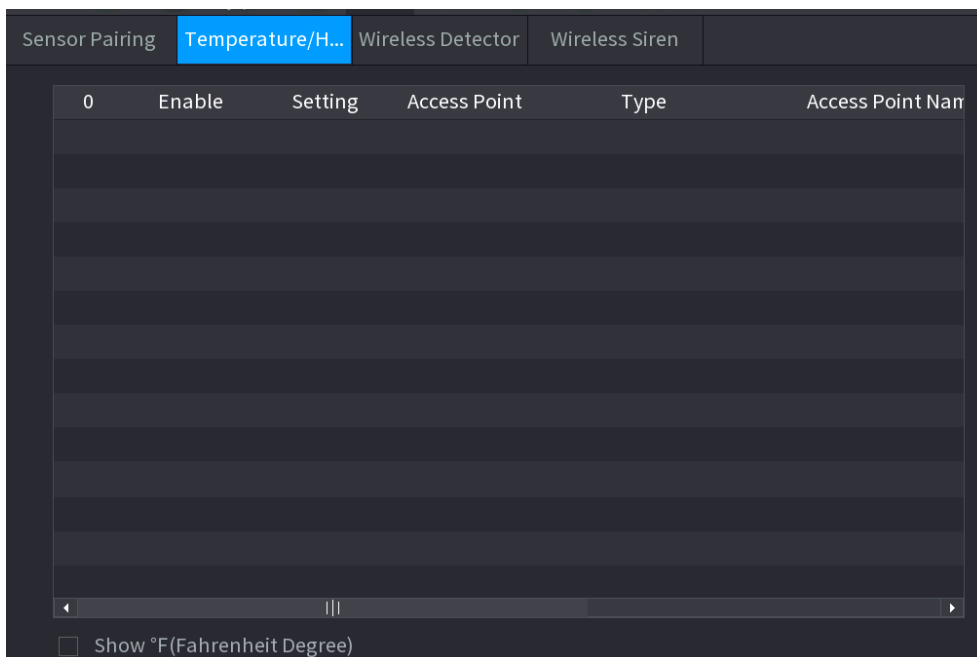 Sensor Pairing Temperature/H... Wireless Detector Wireless Siren
0 Enable Setting Access Point Type Access Point Nam
Show °F(Fahrenheit Degree)